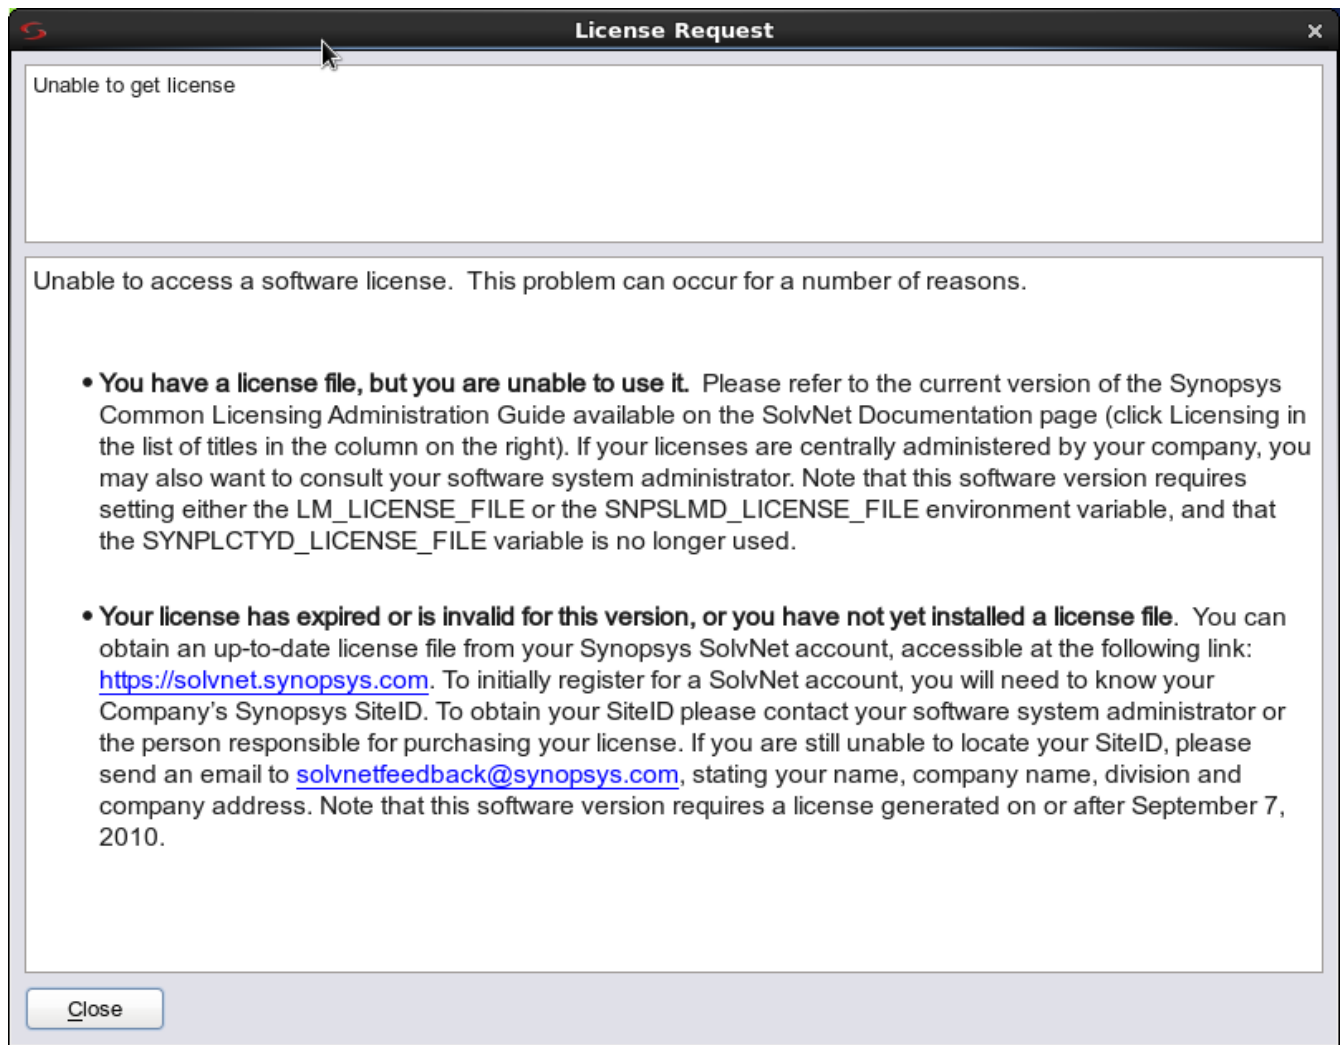 License Request
Unable to get license
Unable to access a software license.  This problem can occur for a number of reasons.
• You have a license file, but you are unable to use it.  Please refer to the current version of the Synopsys
Common Licensing Administration Guide available on the SolvNet Documentation page (click Licensing in
the list of titles in the column on the right). If your licenses are centrally administered by your company, you
may also want to consult your software system administrator. Note that this software version requires
setting either the LM_LICENSE_FILE or the SNPSLMD_LICENSE_FILE environment variable, and that
the SYNPLCTYD_LICENSE_FILE variable is no longer used.
• Your license has expired or is invalid for this version, or you have not yet installed a license file.  You can
obtain an up-to-date license file from your Synopsys SolvNet account, accessible at the following link:
https://solvnet.synopsys.com. To initially register for a SolvNet account, you will need to know your
Company’s Synopsys SiteID. To obtain your SiteID please contact your software system administrator or
the person responsible for purchasing your license. If you are still unable to locate your SiteID, please
send an email to solvnetfeedback@synopsys.com, stating your name, company name, division and
company address. Note that this software version requires a license generated on or after September 7,
2010.
Close